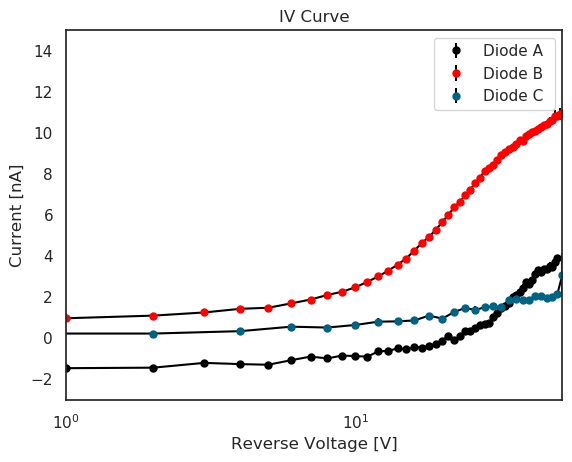 IV Curve
Diode A
Diode B
Diode C
Current [nA]
14
12
10
8
6
4
2
0
−2
10⁰
10¹
Reverse Voltage [V]